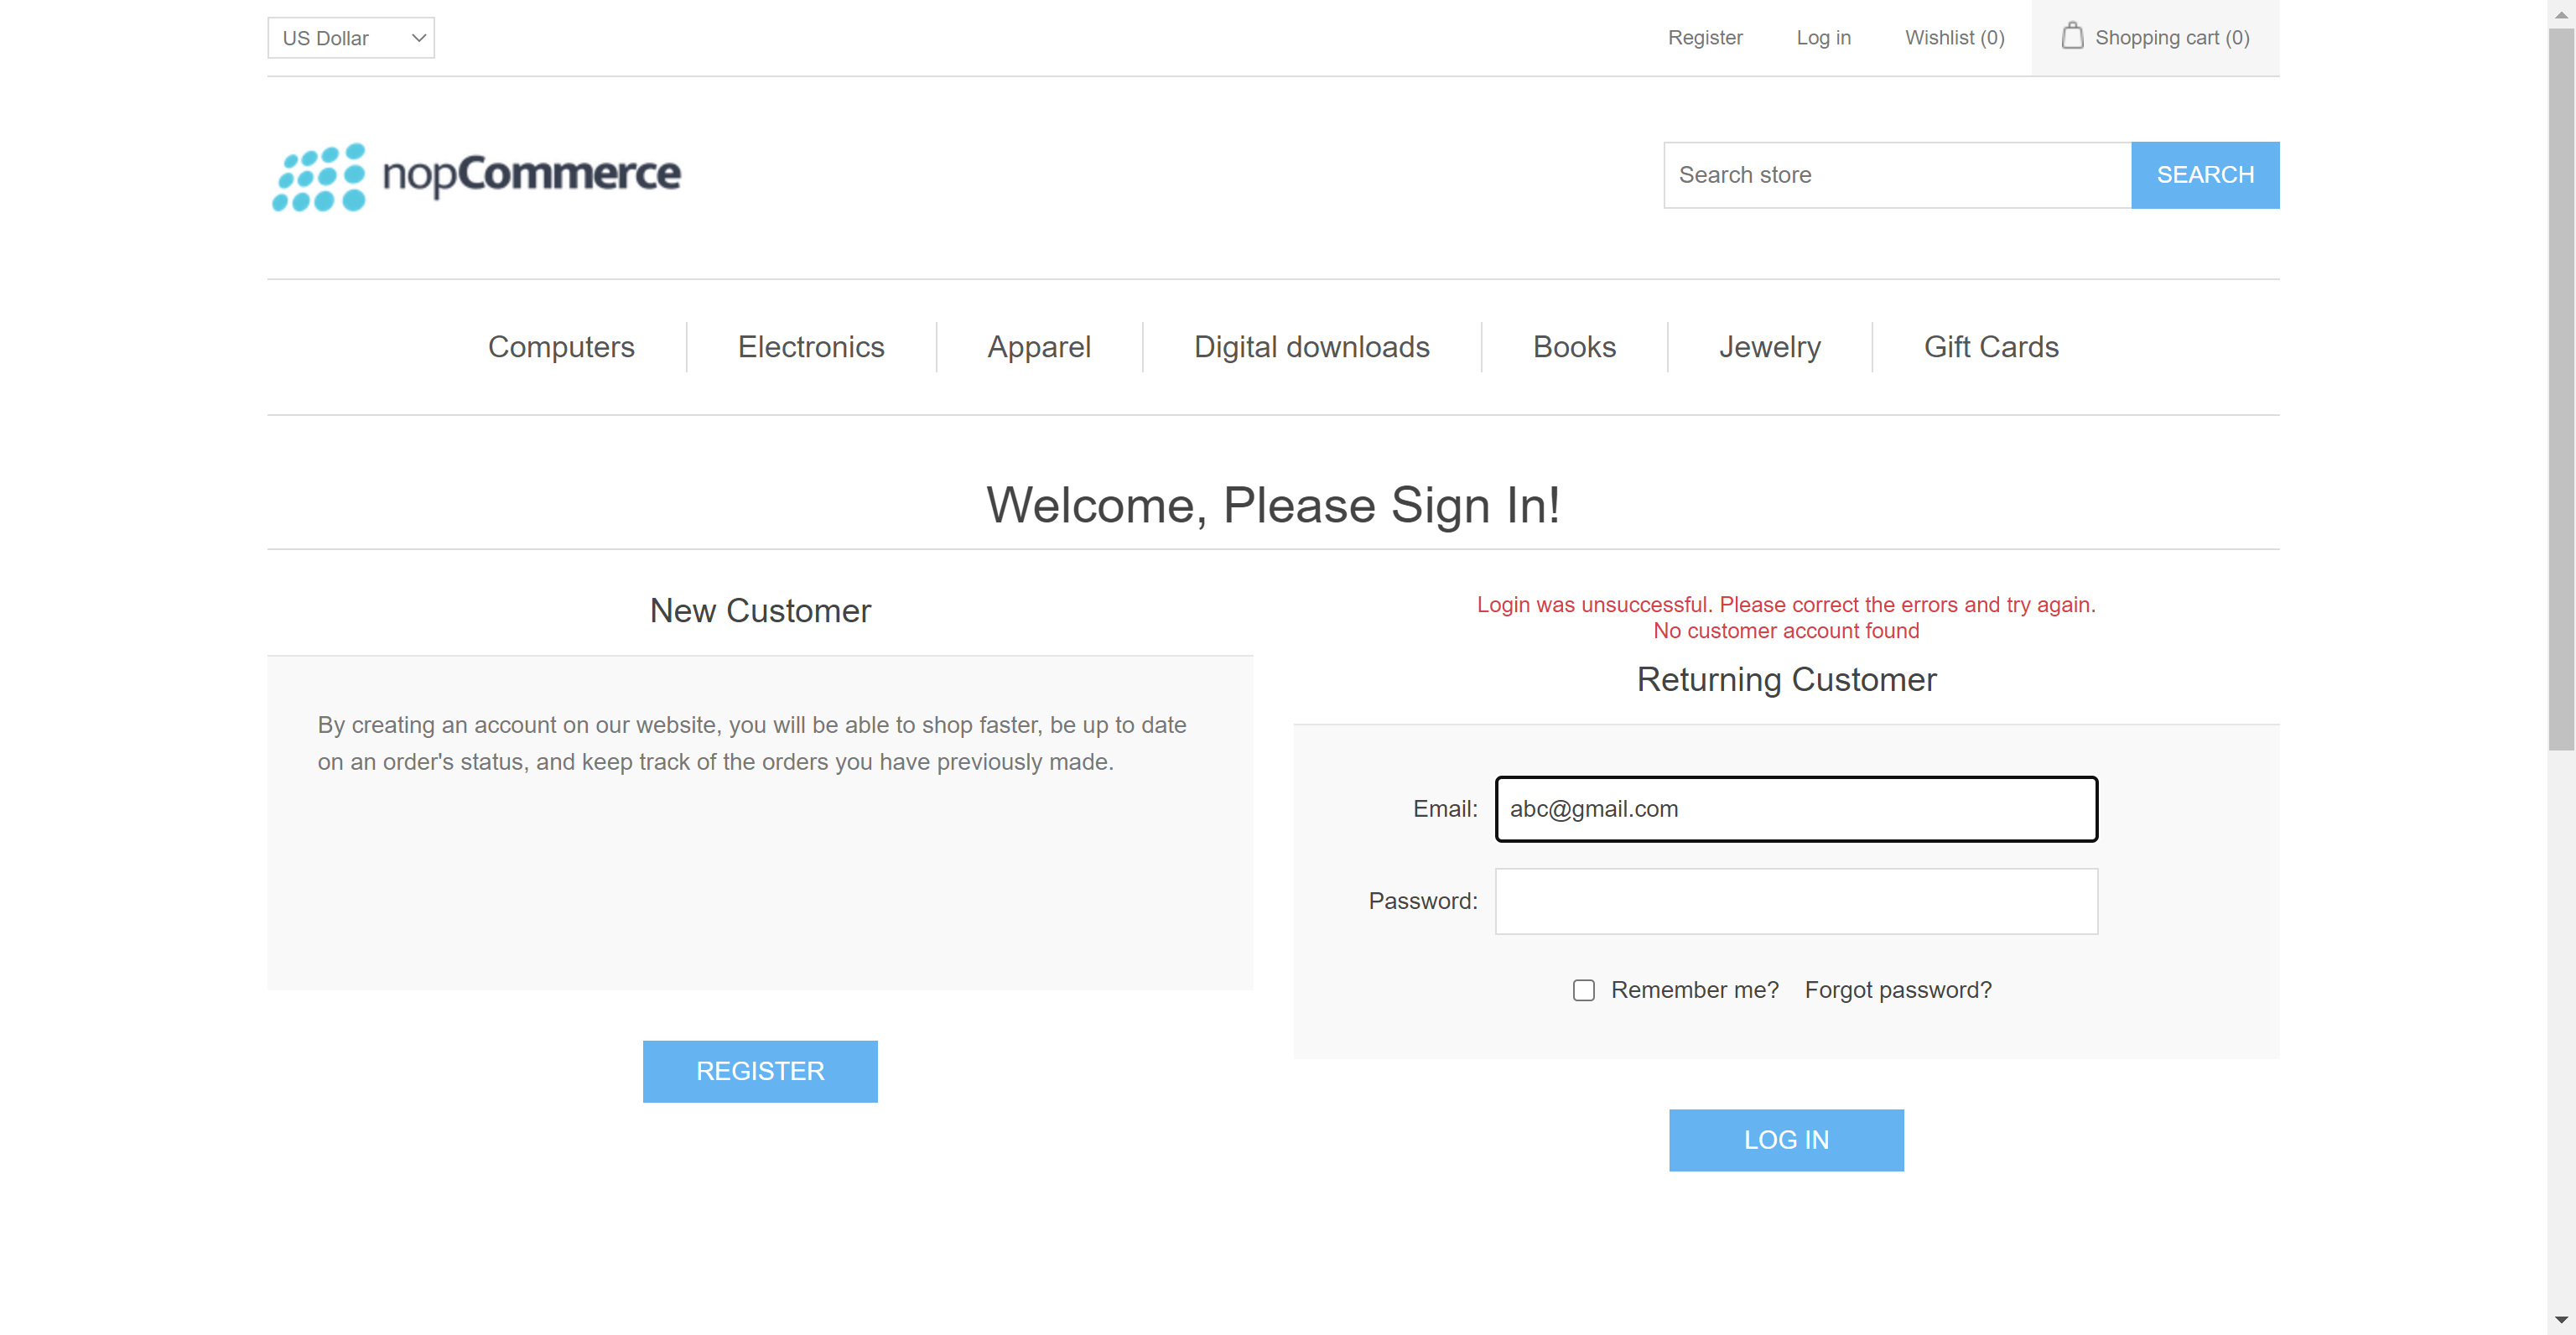 US Dollar
Register Log in Wishlist (0) Shopping cart (0)
nopCommerce
Search store SEARCH
Computers Electronics Apparel Digital downloads Books Jewelry Gift Cards
Welcome, Please Sign In!
New Customer
By creating an account on our website, you will be able to shop faster, be up to date
on an order's status, and keep track of the orders you have previously made.
REGISTER
Login was unsuccessful. Please correct the errors and try again.
No customer account found
Returning Customer
Email: abc@gmail.com
Password:
Remember me? Forgot password?
LOG IN